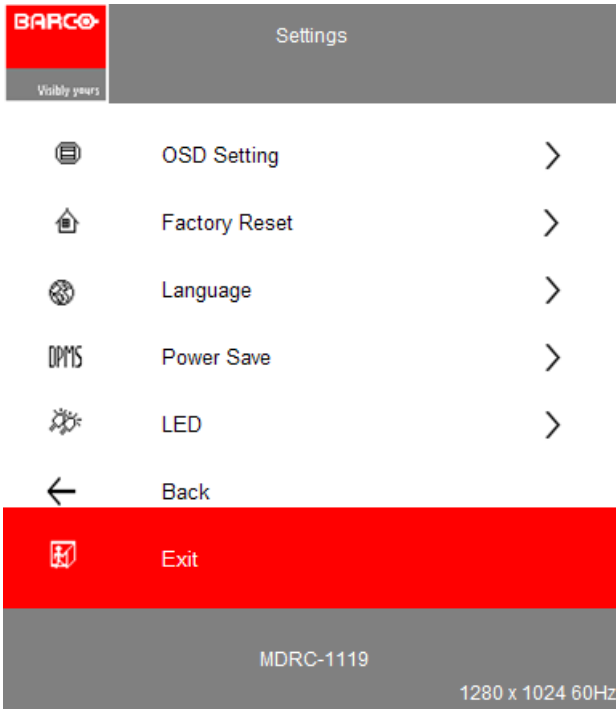 BARCO
Visibly yours
Settings
OSD Setting
Factory Reset
Language
DPMS Power Save
LED
Back
Exit
MDRC-1119
1280 x 1024 60Hz